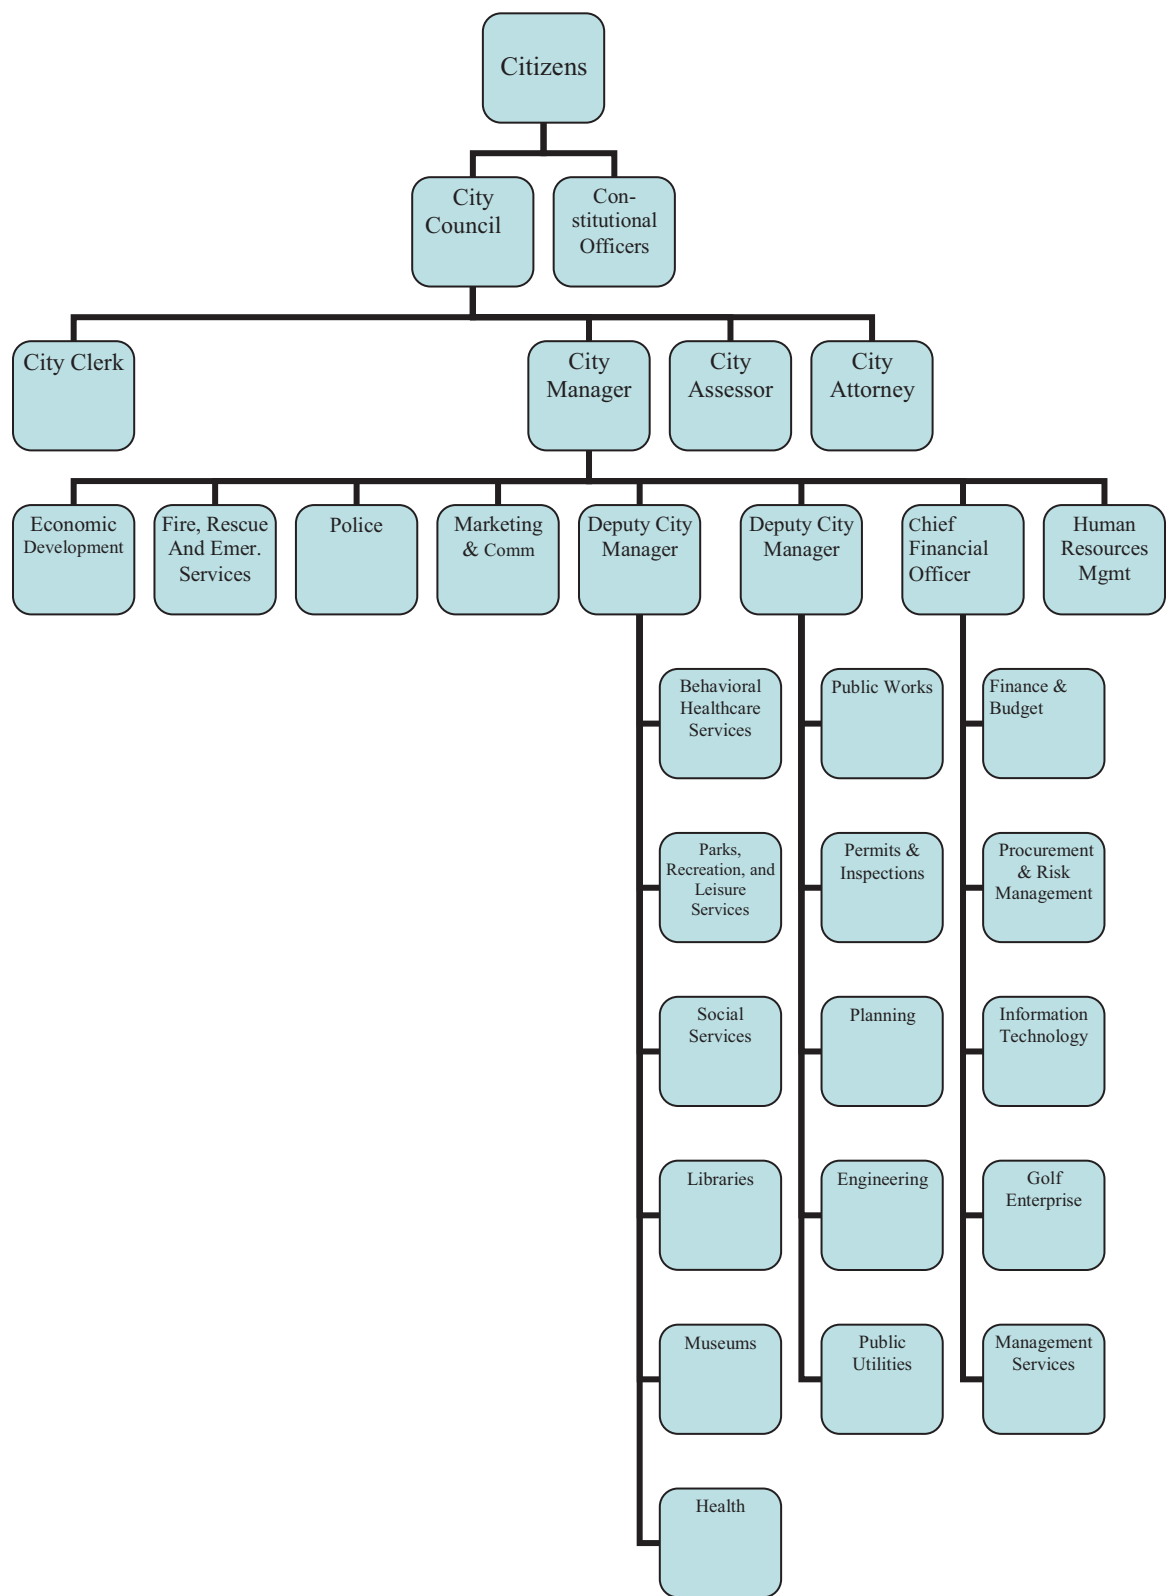 Citizens
City
Council
Con-
stitutional
Officers
City Clerk
City
Manager
City
Assessor
City
Attorney
Economic
Development
Fire, Rescue
And Emer.
Services
Police
Marketing
& Comm
Deputy City
Manager
Deputy City
Manager
Chief
Financial
Officer
Human
Resources
Mgmt
Behavioral
Healthcare
Services
Public Works
Finance &
Budget
Parks,
Recreation, and
Leisure
Services
Permits &
Inspections
Procurement
& Risk
Management
Social
Services
Planning
Information
Technology
Libraries
Engineering
Golf
Enterprise
Museums
Public
Utilities
Management
Services
Health